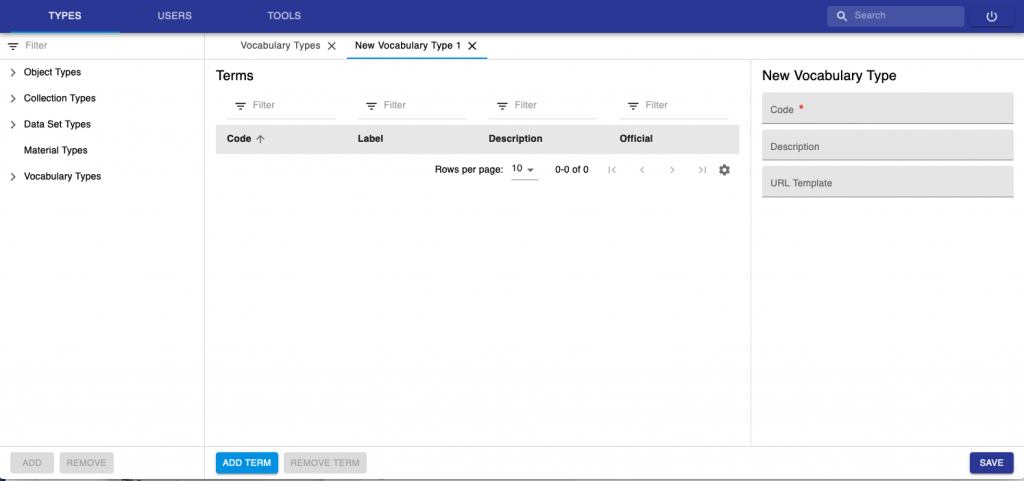 TYPES USERS TOOLS Search
Filter
Vocabulary Types New Vocabulary Type 1
Object Types
Collection Types
Data Set Types
Material Types
Vocabulary Types
Terms
Filter Filter Filter Filter
Code Label Description Official
Rows per page: 10 0-0 of 0
New Vocabulary Type
Code *
Description
URL Template
ADD REMOVE
ADD TERM REMOVE TERM
SAVE